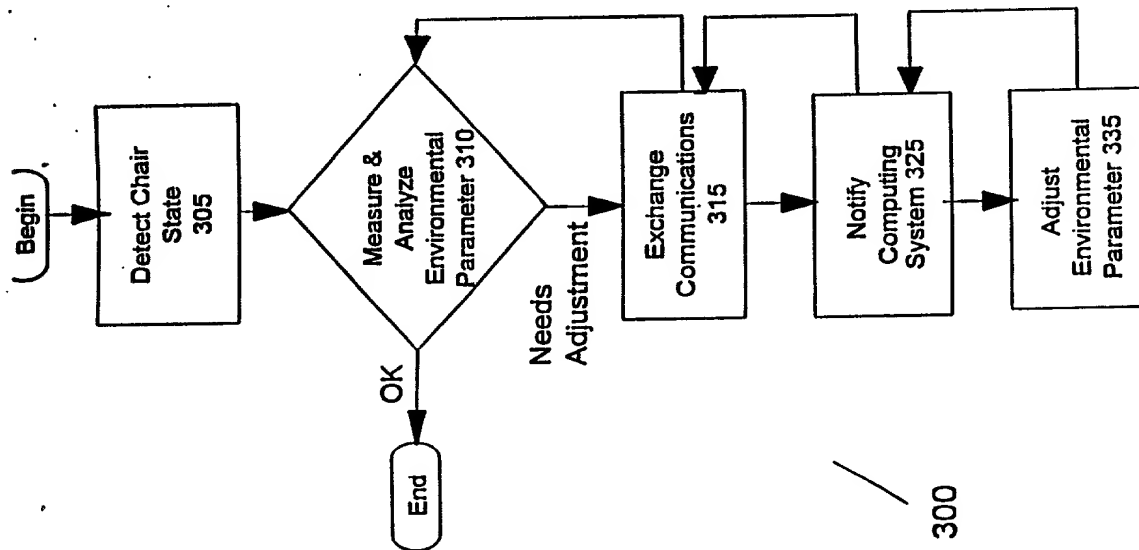 Begin
Detect Chair
State
305
Measure &
Analyze
Environmental
Parameter 310
OK
End
Needs
Adjustment
Exchange
Communications
315
Notify
Computing
System 325
Adjust
Environmental
Parameter 335
300